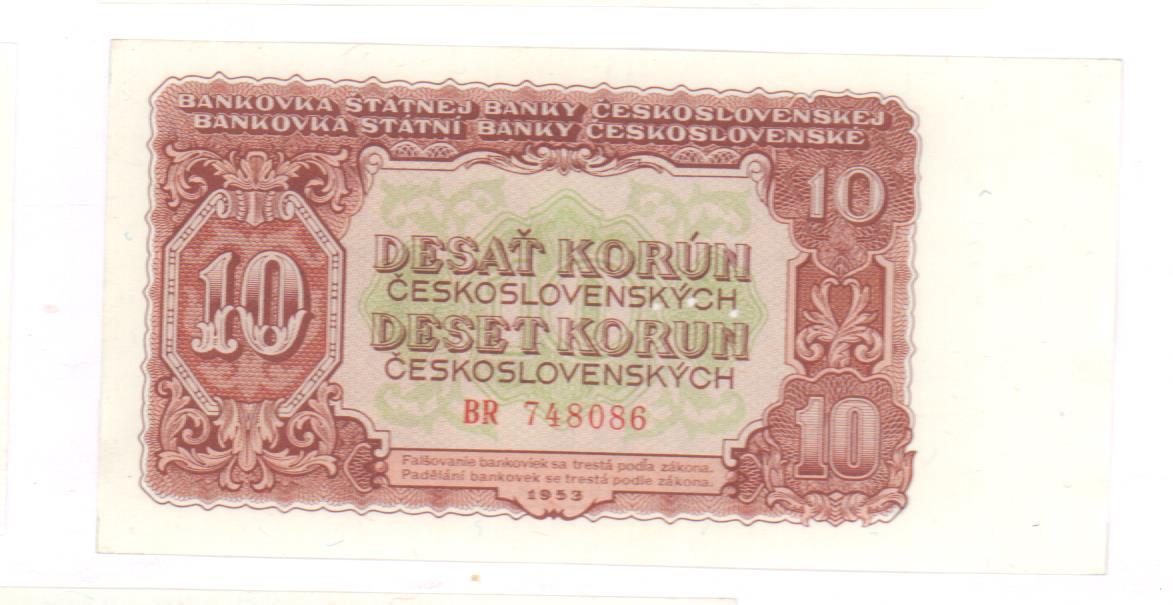 BANKOVKA ŠTÁTNEJ BANKY ČESKOSLOVENSKEJ
BANKOVKA STÁTNÍ BANKY ČESKOSLOVENSKÉ
10
10
DESAŤ KORÚN
ČESKOSLOVENSKÝCH
DESET KORUN
ČESKOSLOVENSKÝCH
BR 748086
10
Falšovanie bankoviek sa trestá podľa zákona.
Padělání bankovek se trestá podle zákona.
1953